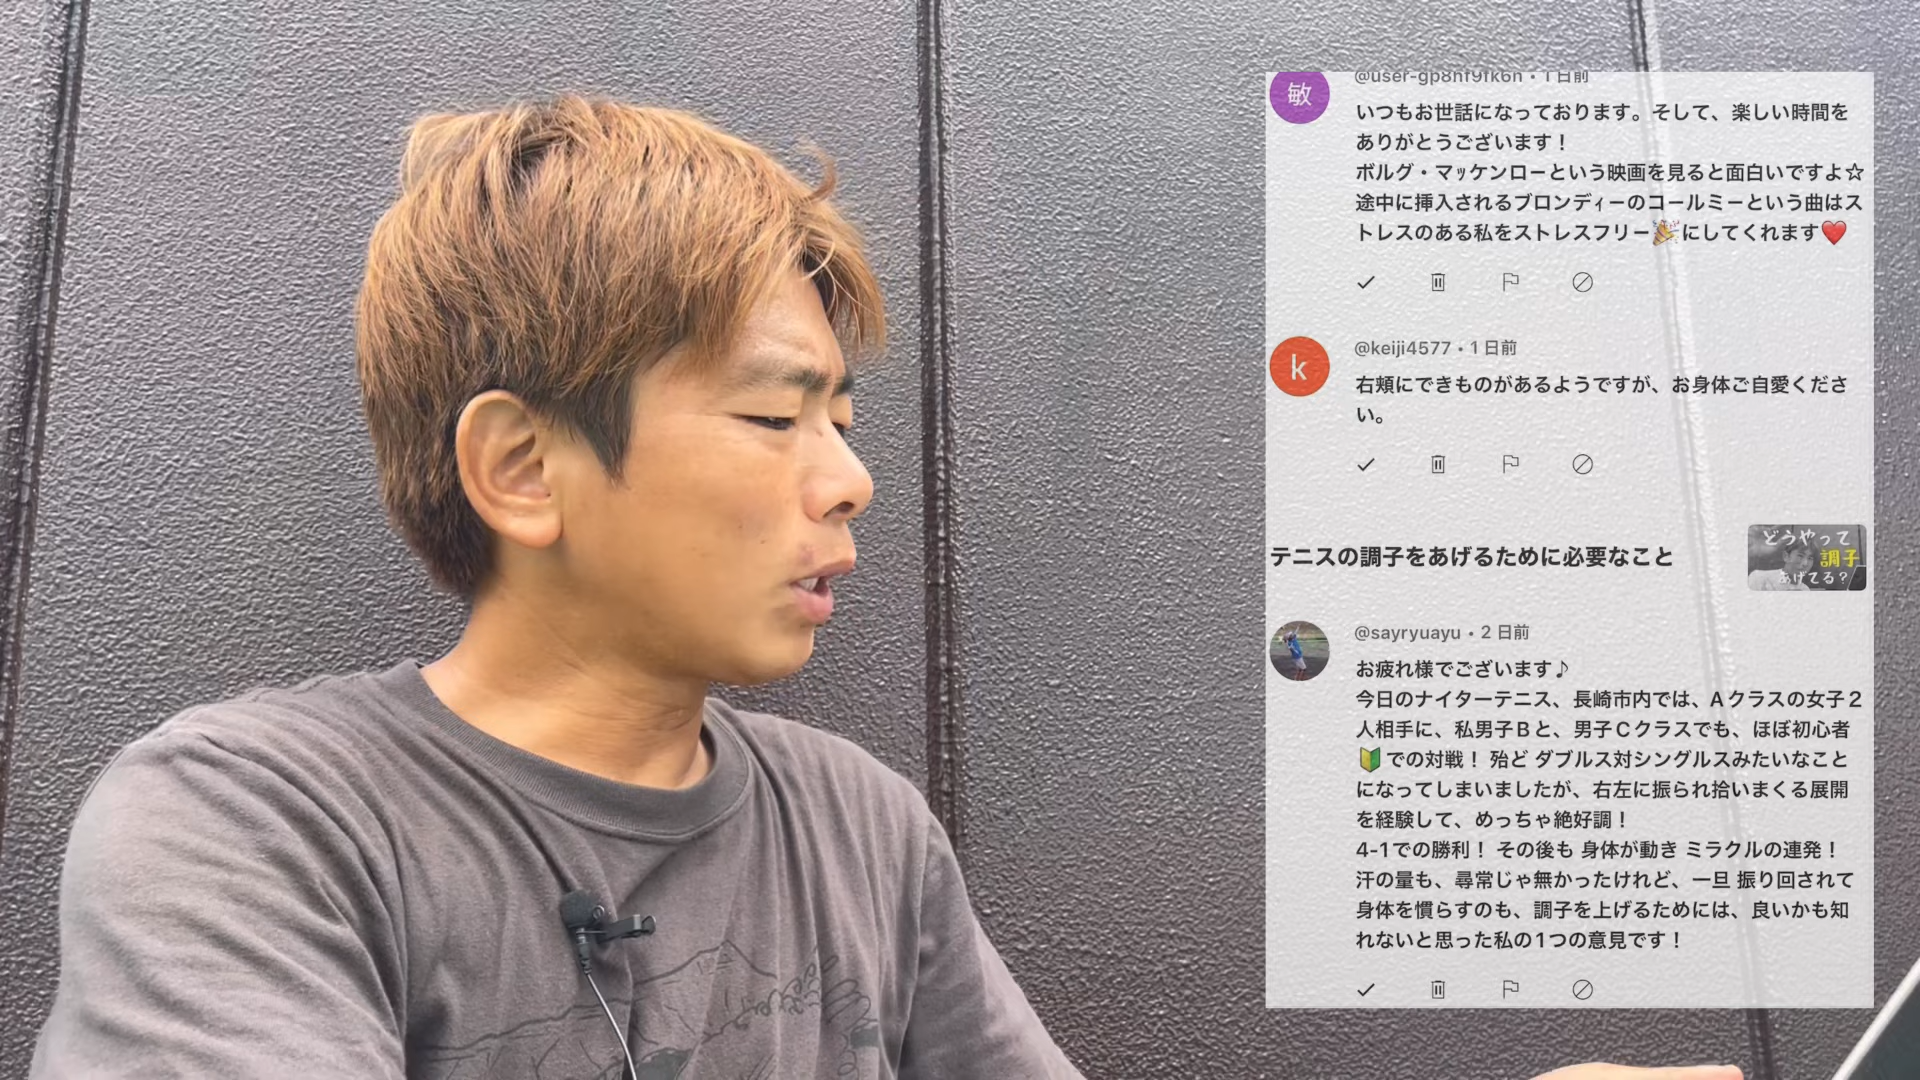 敏
@user-gp8nf9fk6n・1 日前
いつもお世話になっております。そして、楽しい時間を
ありがとうございます！
ボルグ・マッケンローという映画を見ると面白いですよ☆
途中に挿入されるブロンディーのコールミーという曲はス
トレスのある私をストレスフリー🎉にしてくれます❤️
k
@keiji4577・1 日前
右頬にできものがあるようですが、お身体ご自愛くださ
い。
テニスの調子をあげるために必要なこと
どうやって
調子
あげてる？
@sayryuayu・2 日前
お疲れ様でございます♪
今日のナイターテニス、長崎市内では、Aクラスの女子２
人相手に、私男子Ｂと、男子Ｃクラスでも、ほぼ初心者
🔰での対戦！ 殆ど ダブルス対シングルスみたいなこと
になってしまいましたが、右左に振られ拾いまくる展開
を経験して、めっちゃ絶好調！
4-1での勝利！ その後も 身体が動き ミラクルの連発！
汗の量も、尋常じゃ無かったけれど、一旦 振り回されて
身体を慣らすのも、調子を上げるためには、良いかも知
れないと思った私の1つの意見です！